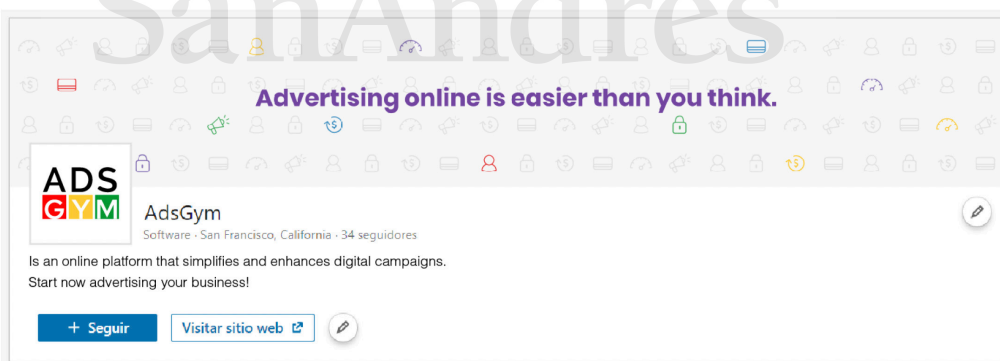 SanAndres
Advertising online is easier than you think.
ADS
GYM
AdsGym
Software · San Francisco, California · 34 seguidores
Is an online platform that simplifies and enhances digital campaigns.
Start now advertising your business!
+ Seguir
Visitar sitio web